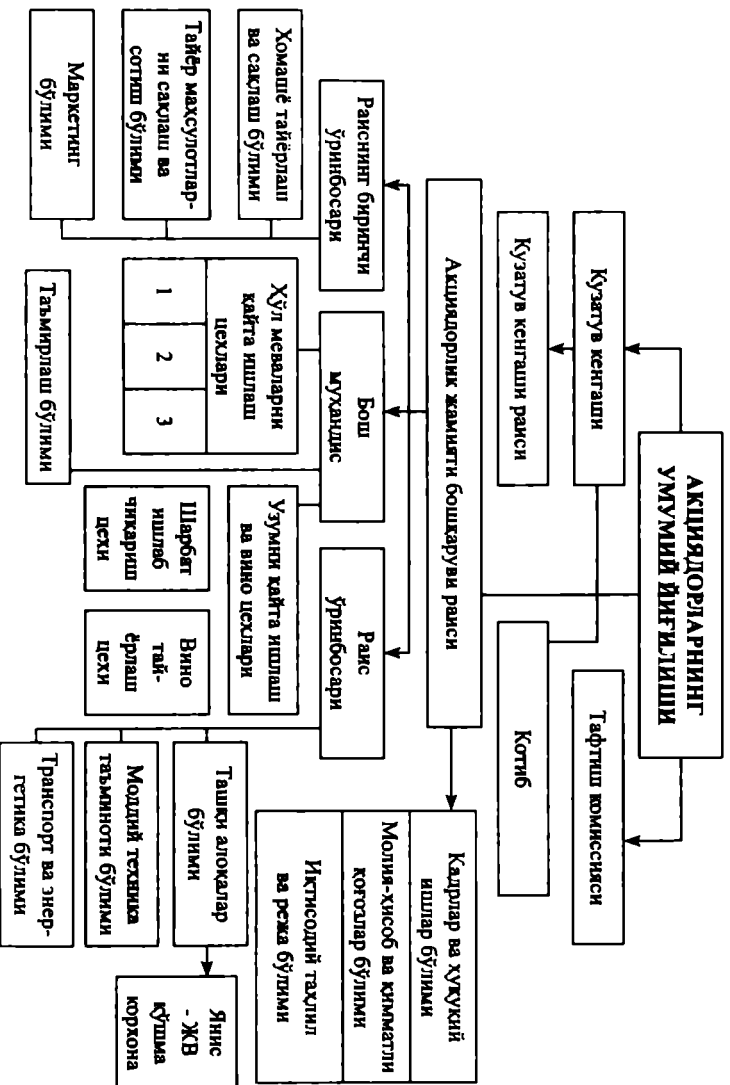 АКЦИЯДОРЛАРНИНГ
УМУМИЙ ЙИҒИЛИШИ
Кузатув кенгаши
Тафтиш комиссияси
Кузатув кенгаши раиси
Котиб
Акциядорлик жамияти бошқаруви раиси
Кадрлар ва ҳуқуқий
ишлар бўлими
Молия-ҳисоб ва қимматли
қоғозлар бўлими
Иқтисодий таҳлил
ва режа бўлими
Раиснинг биринчи
ўринбосари
Бош
муҳандис
Раис
ўринбосари
Хомашё тайёрлаш
ва сақлаш бўлими
Тайёр маҳсулотлар-
ни сақлаш ва
сотиш бўлими
Маркетинг
бўлими
Ҳўл меваларни
қайта ишлаш
цехлари
1
2
3
Таъмирлаш бўлими
Узумни қайта ишлаш
ва вино цехлари
Шарбат
ишлаб
чиқариш
цехи
Вино
тай-
ёрлаш
цехи
Ташқи алоқалар
бўлими
Моддий техника
таъминоти бўлими
Транспорт ва энер-
гетика бўлими
Янис
- ЖВ
қўшма
корхона